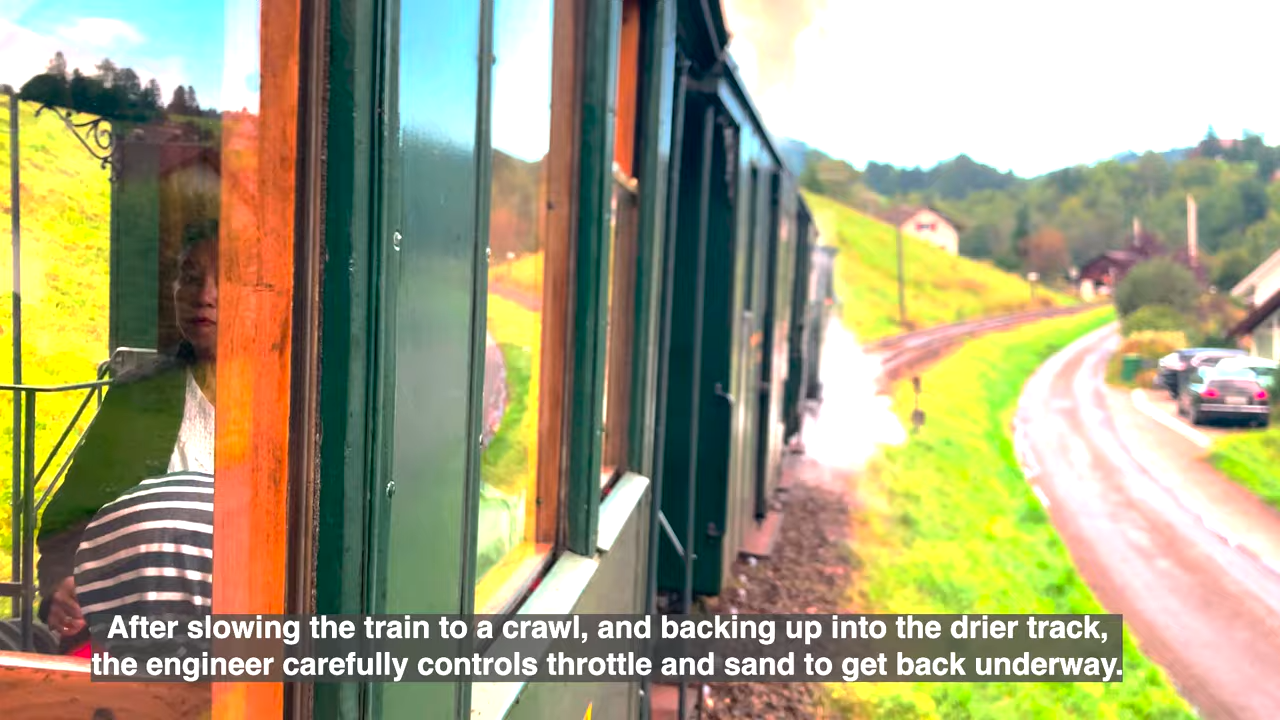 After slowing the train to a crawl, and backing up into the drier track,
the engineer carefully controls throttle and sand to get back underway.